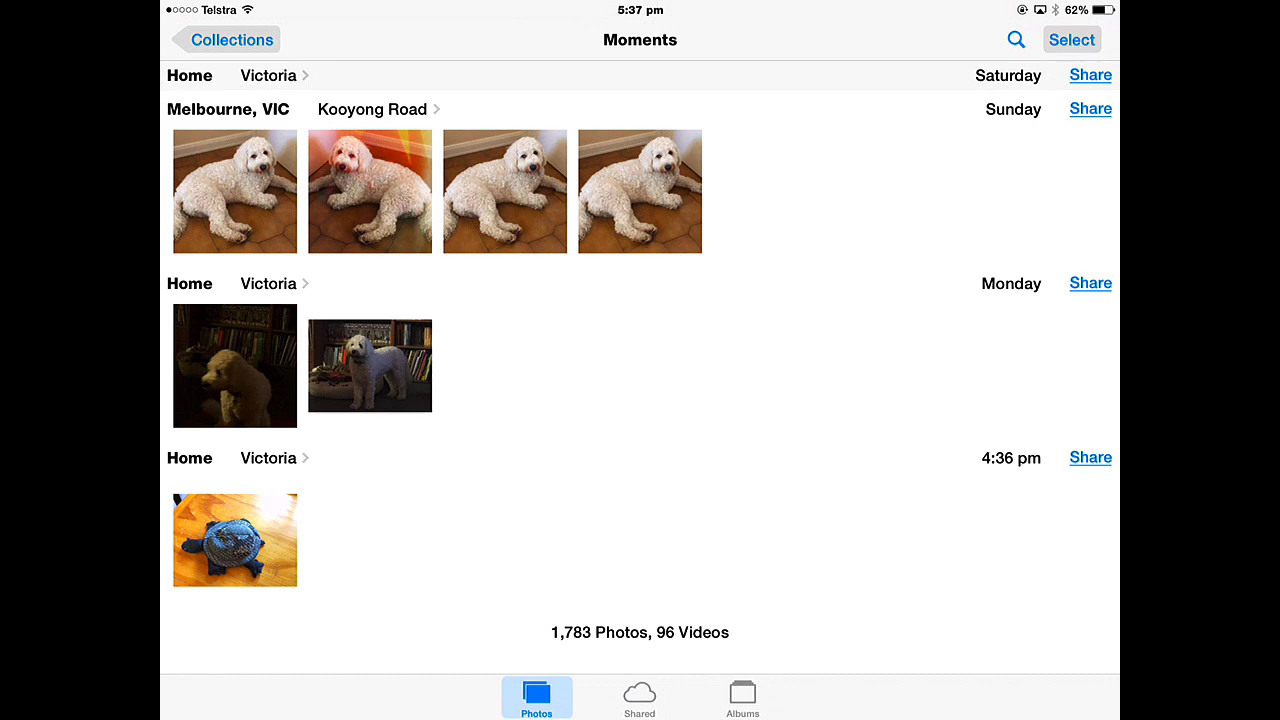 Telstra 5:37 pm 62%
Collections Moments Select
Home Victoria Saturday Share
Melbourne, VIC Kooyong Road Sunday Share
Home Victoria Monday Share
Home Victoria 4:36 pm Share
1,783 Photos, 96 Videos
Photos Shared Albums